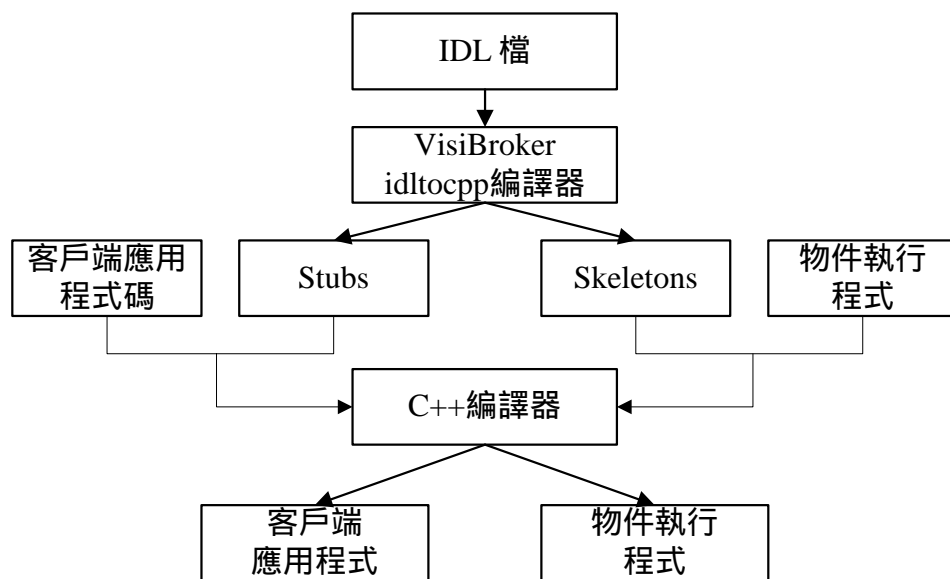 IDL 檔
VisiBroker
idltocpp編譯器
客戶端應用
程式碼
Stubs
Skeletons
物件執行
程式
C++編譯器
客戶端
應用程式
物件執行
程式